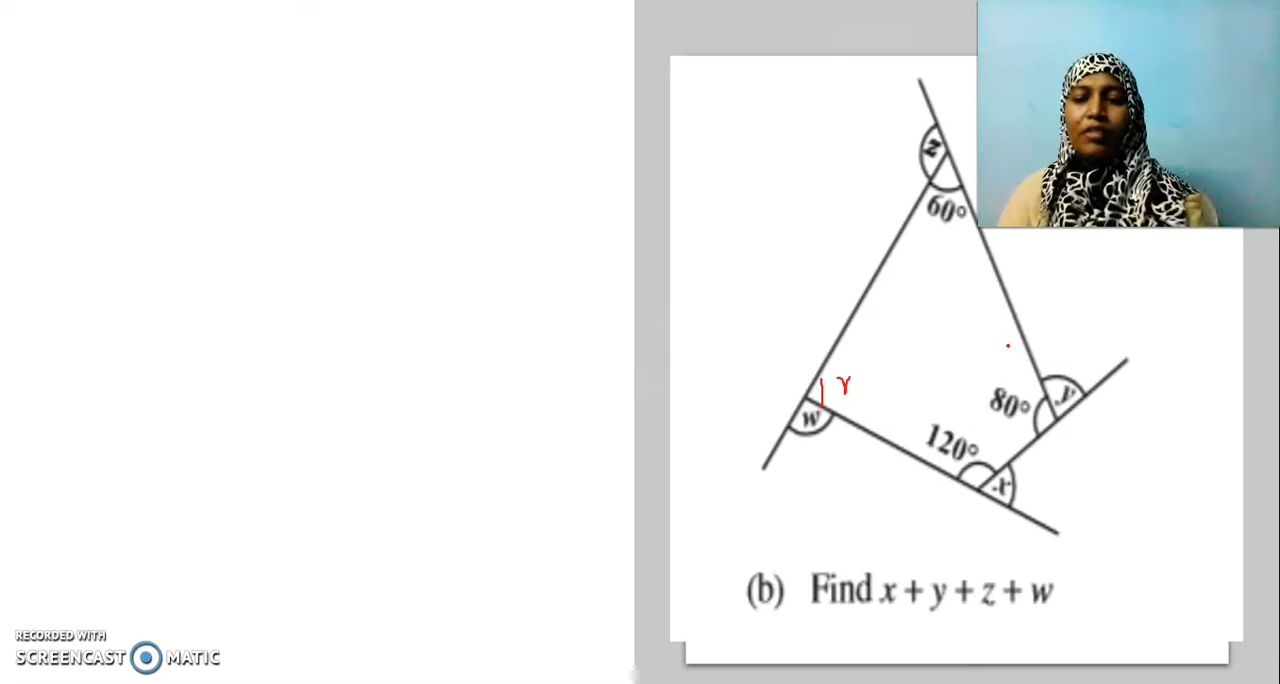 z
60°
r
80°
y
w
120°
x
(b) Find x + y + z + w
RECORDED WITH
SCREENCAST MATIC